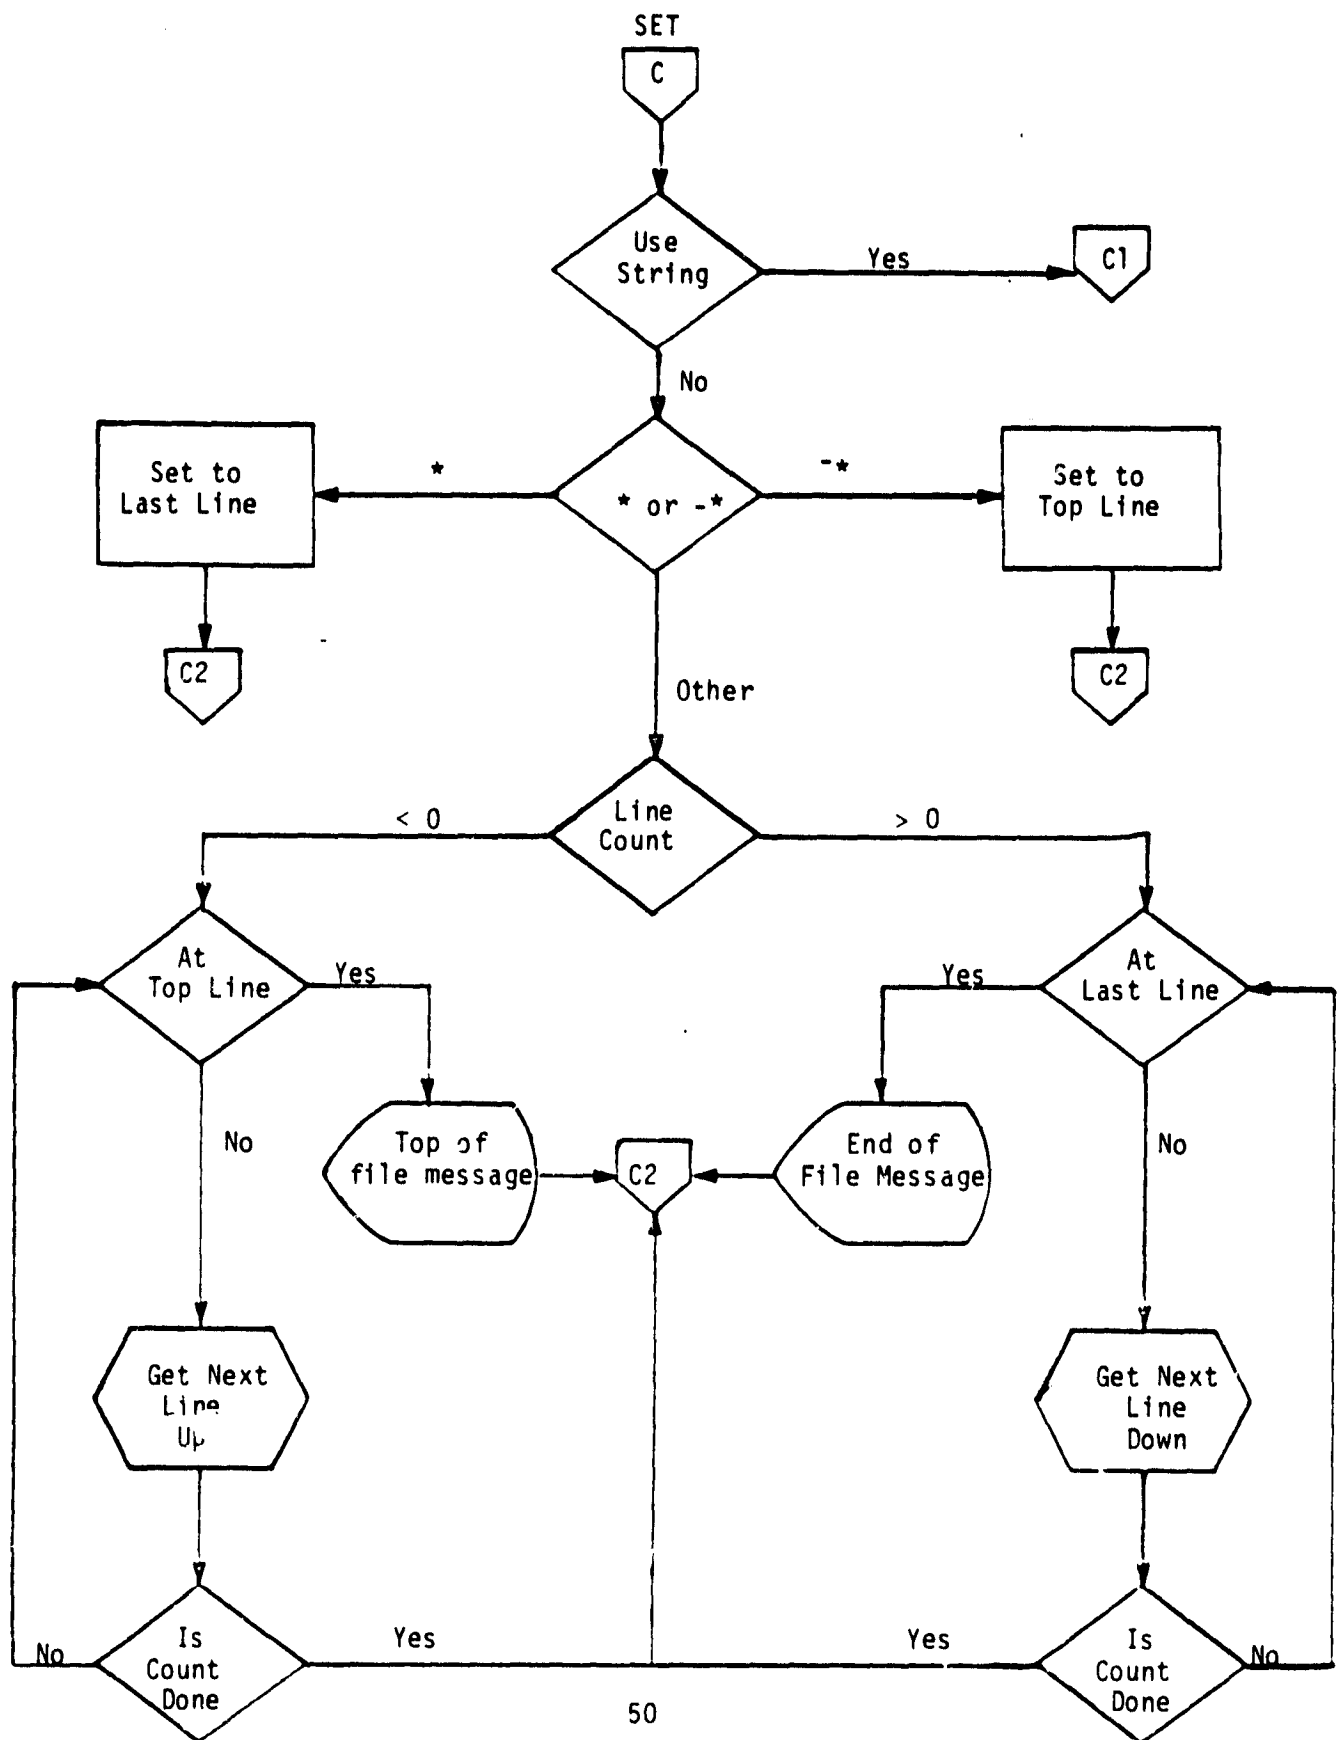 SET
C
Use
String
Yes
C1
No
Set to
Last Line
*
* or -*
-*
Set to
Top Line
C2
C2
Other
< 0
Line
Count
> 0
At
Top Line
Yes
Yes
At
Last Line
No
Top of
file message
C2
End of
File Message
No
Get Next
Line
Up
Get Next
Line
Down
No
Is
Count
Done
Yes
Yes
Is
Count
Done
No
50